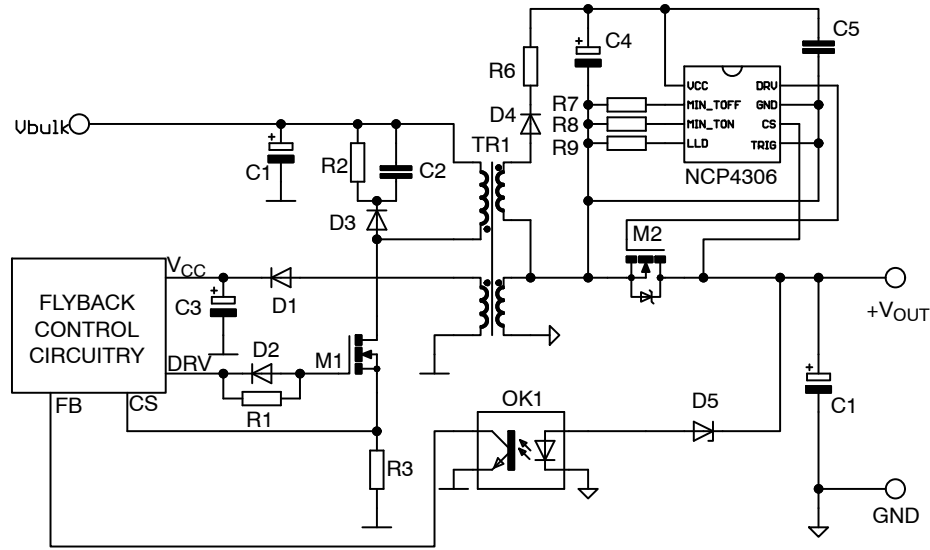 C4
C5
R6
VCC
DRV
R7
MIN_TOFF
GND
D4
R8
MIN_TON
CS
Vbulk
R9
LLD
TRIG
TR1
C1
R2
C2
NCP4306
D3
M2
VCC
FLYBACK
CONTROL
CIRCUITRY
C3
D1
+VOUT
DRV
D2
M1
R1
FB
CS
OK1
D5
C1
R3
GND